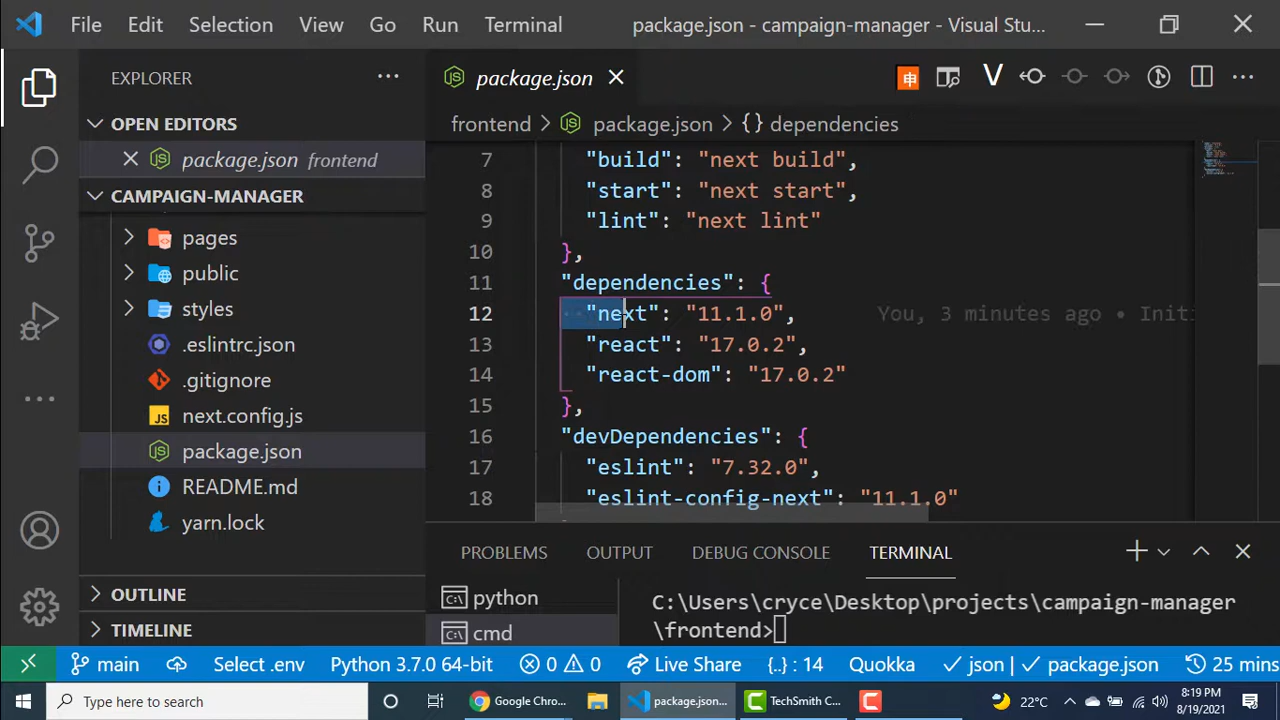 File Edit Selection View Go Run Terminal package.json - campaign-manager - Visual Stu...
EXPLORER
OPEN EDITORS
package.json frontend
CAMPAIGN-MANAGER
pages
public
styles
.eslintrc.json
.gitignore
next.config.js
package.json
README.md
yarn.lock
OUTLINE
TIMELINE
package.json
frontend > package.json > {} dependencies
7 "build": "next build",
8 "start": "next start",
9 "lint": "next lint"
10 },
11 "dependencies": {
12 "next": "11.1.0", You, 3 minutes ago • Initi
13 "react": "17.0.2",
14 "react-dom": "17.0.2"
15 },
16 "devDependencies": {
17 "eslint": "7.32.0",
18 "eslint-config-next": "11.1.0"
PROBLEMS OUTPUT DEBUG CONSOLE TERMINAL
python
cmd
C:\Users\cryce\Desktop\projects\campaign-manager
\frontend>
main Select .env Python 3.7.0 64-bit 0 0 Live Share {..} : 14 Quokka json | package.json 25 mins
Type here to search Google Chro... package.json... TechSmith C... 22°C 8:19 PM
8/19/2021